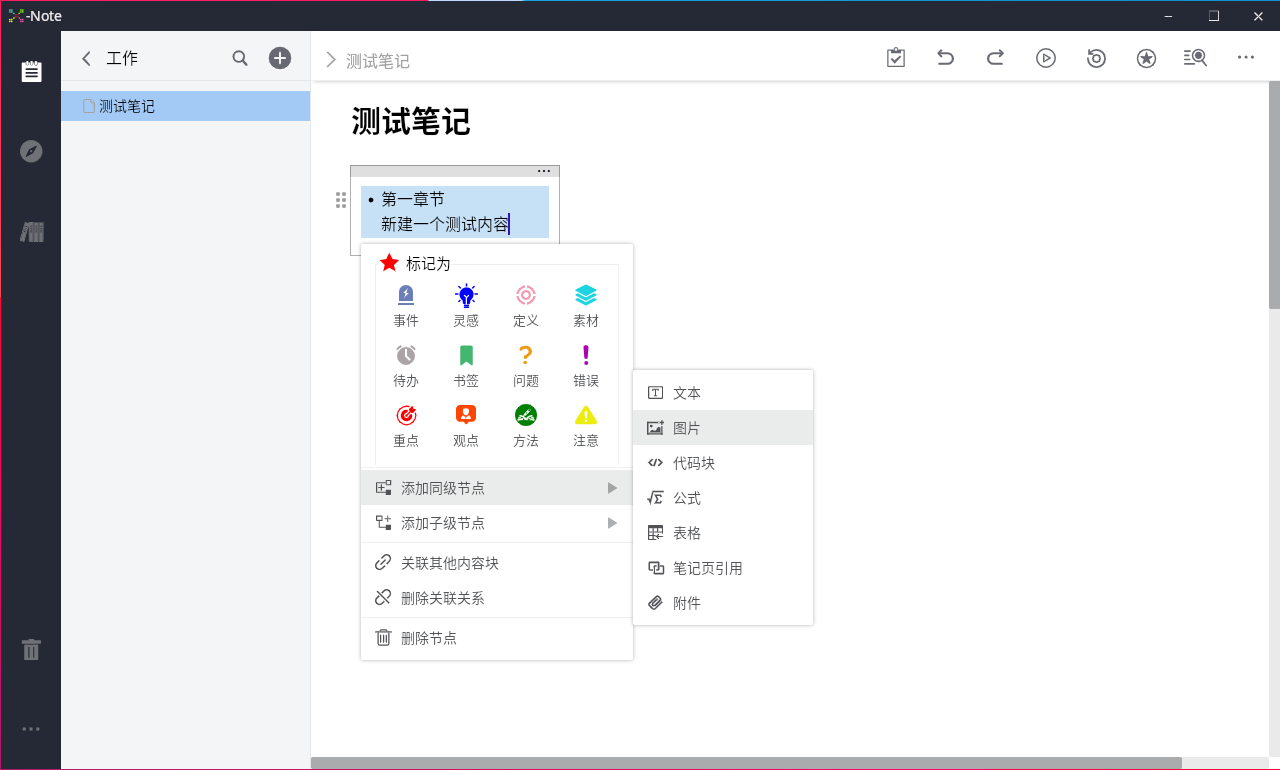 -Note
工作
测试笔记
测试笔记
测试笔记
第一章节
新建一个测试内容
标记为
事件 灵感 定义 素材
待办 书签 问题 错误
重点 观点 方法 注意
添加同级节点
添加子级节点
关联其他内容块
删除关联关系
删除节点
文本
图片
代码块
公式
表格
笔记页引用
附件